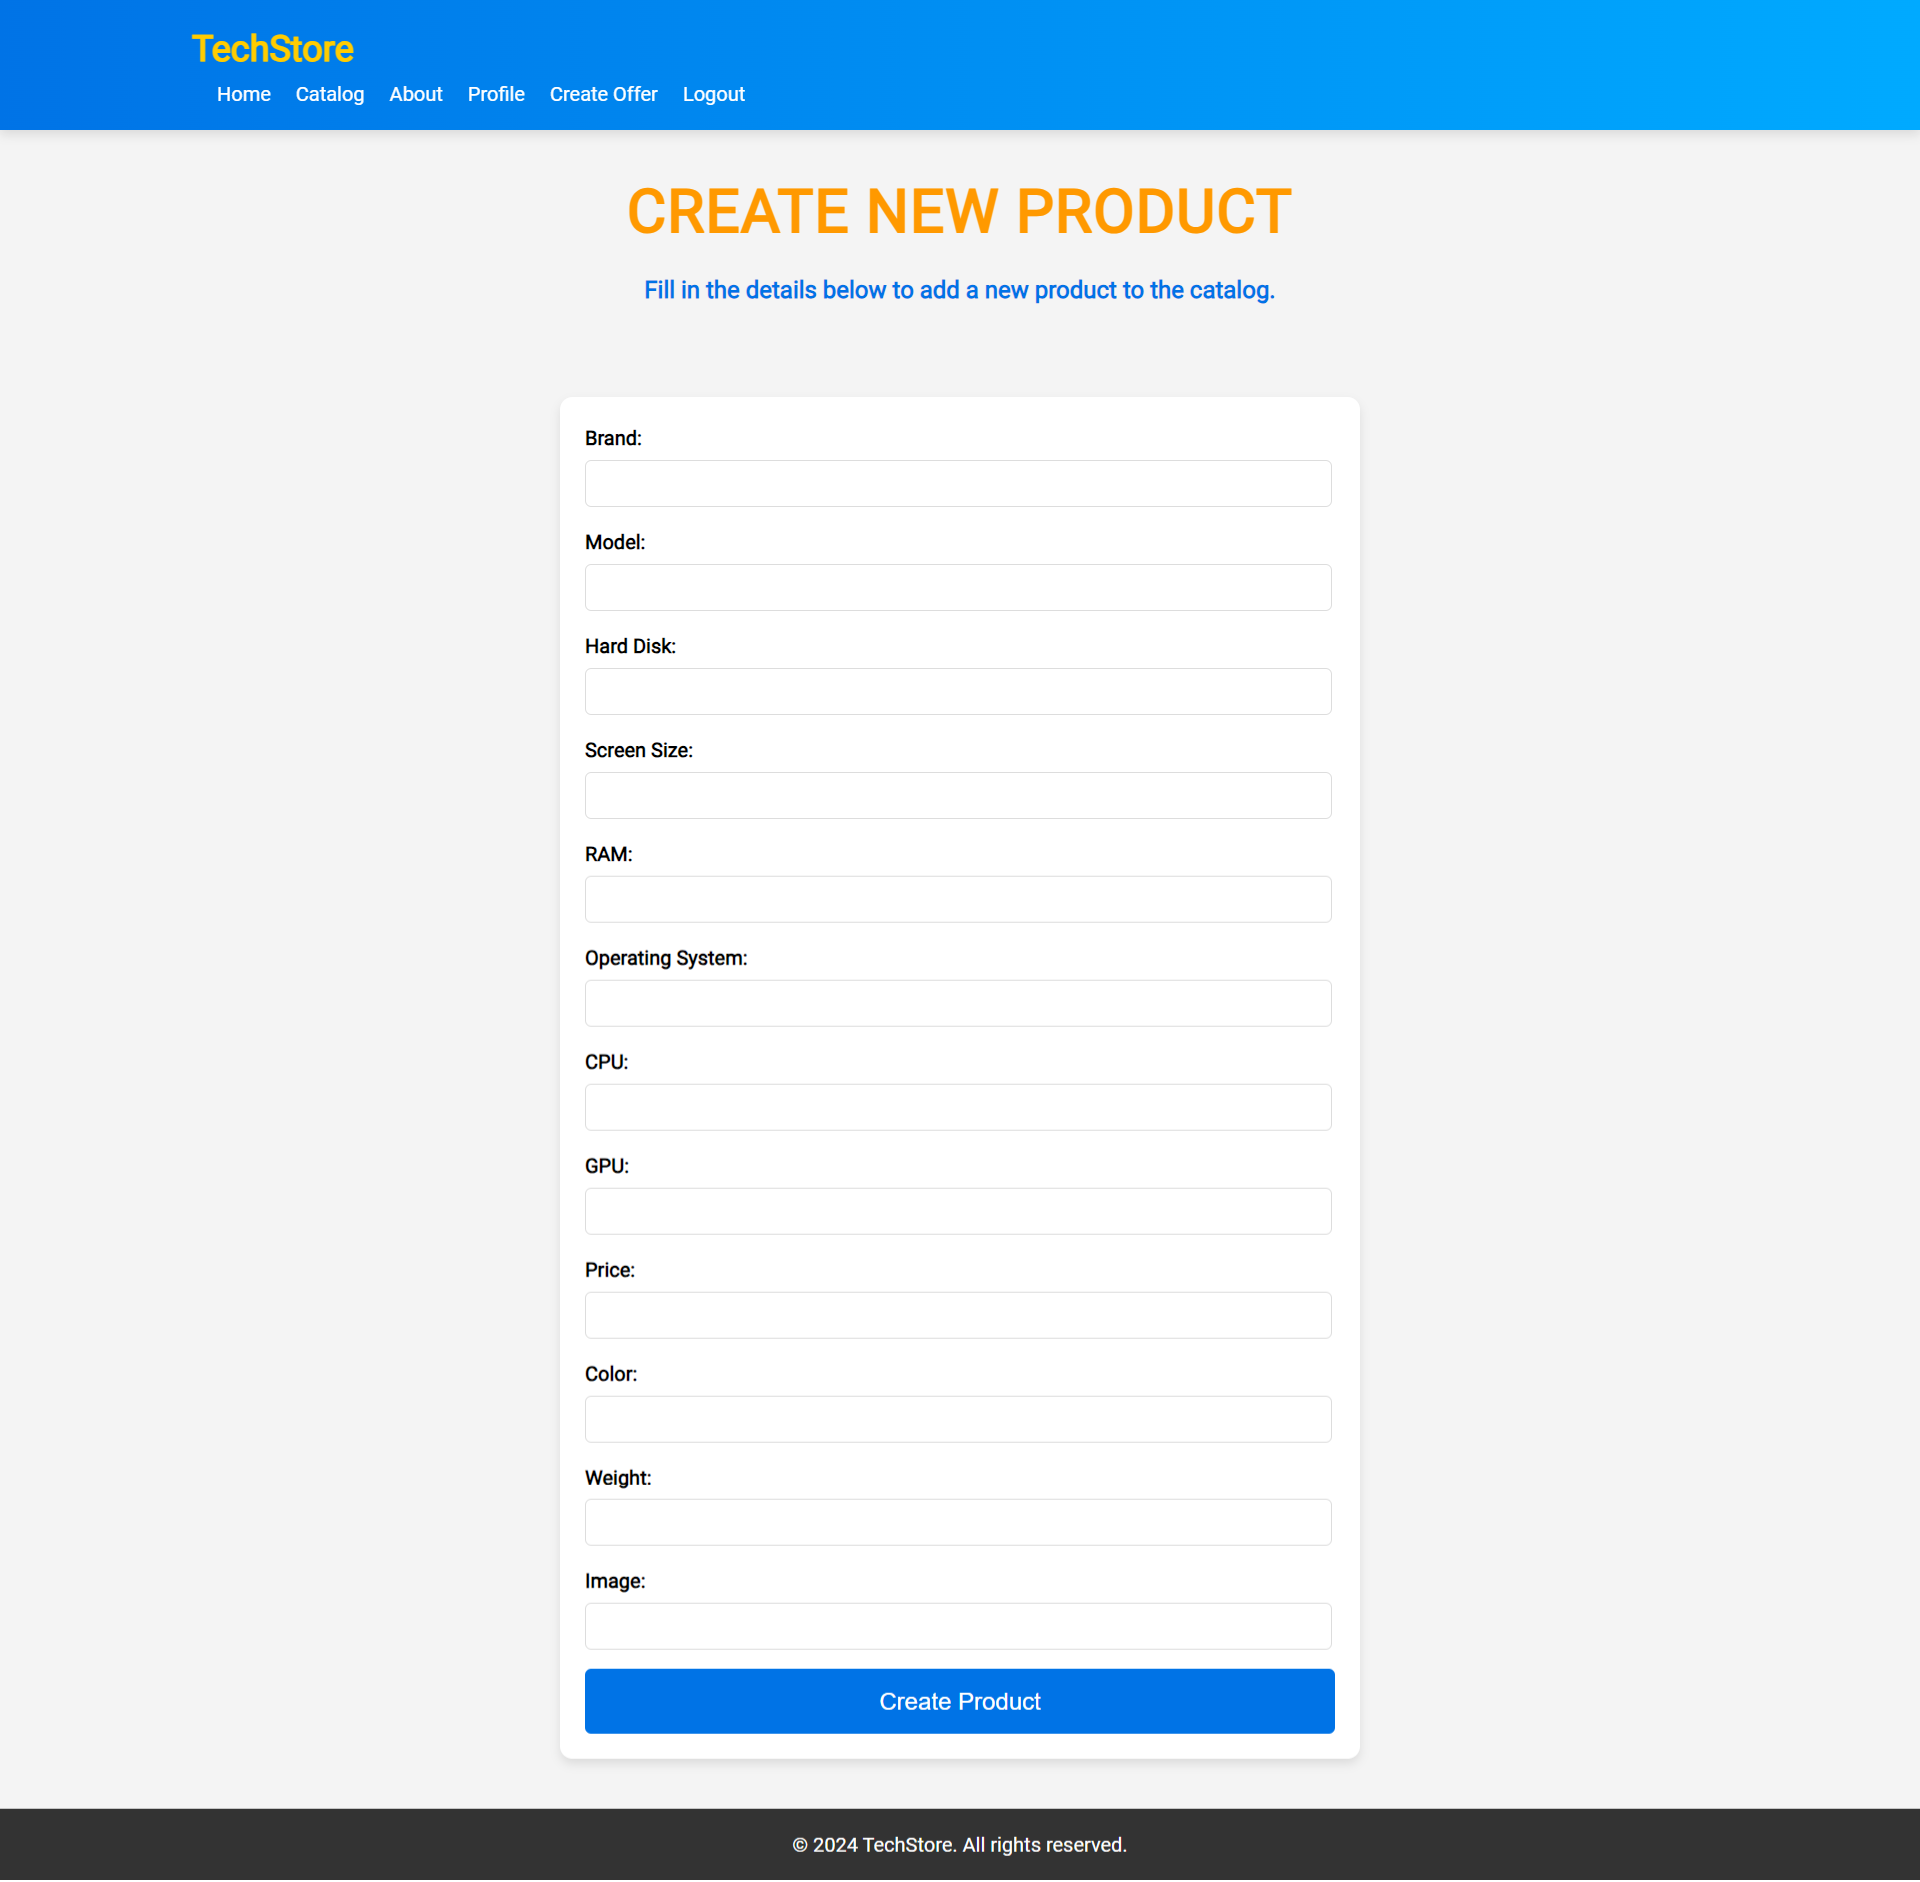 TechStore
Home Catalog About Profile Create Offer Logout
CREATE NEW PRODUCT
Fill in the details below to add a new product to the catalog.
Brand:
Model:
Hard Disk:
Screen Size:
RAM:
Operating System:
CPU:
GPU:
Price:
Color:
Weight:
Image:
Create Product
© 2024 TechStore. All rights reserved.